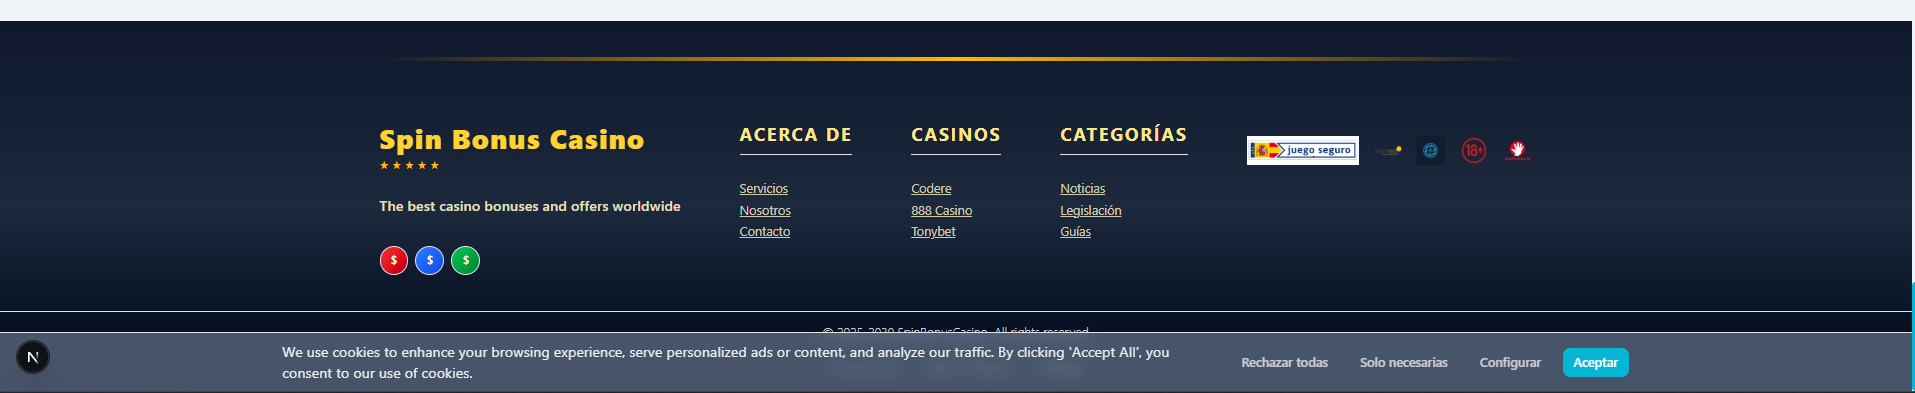 Spin Bonus Casino
★★★★★
The best casino bonuses and offers worldwide
$ $ $
ACERCA DE
Servicios
Nosotros
Contacto
CASINOS
Codere
888 Casino
Tonybet
CATEGORÍAS
Noticias
Legislación
Guías
juego seguro
18+
SpinBonusCasino. All rights reserved
N
We use cookies to enhance your browsing experience, serve personalized ads or content, and analyze our traffic. By clicking 'Accept All', you
consent to our use of cookies.
Rechazar todas
Solo necesarias
Configurar
Aceptar